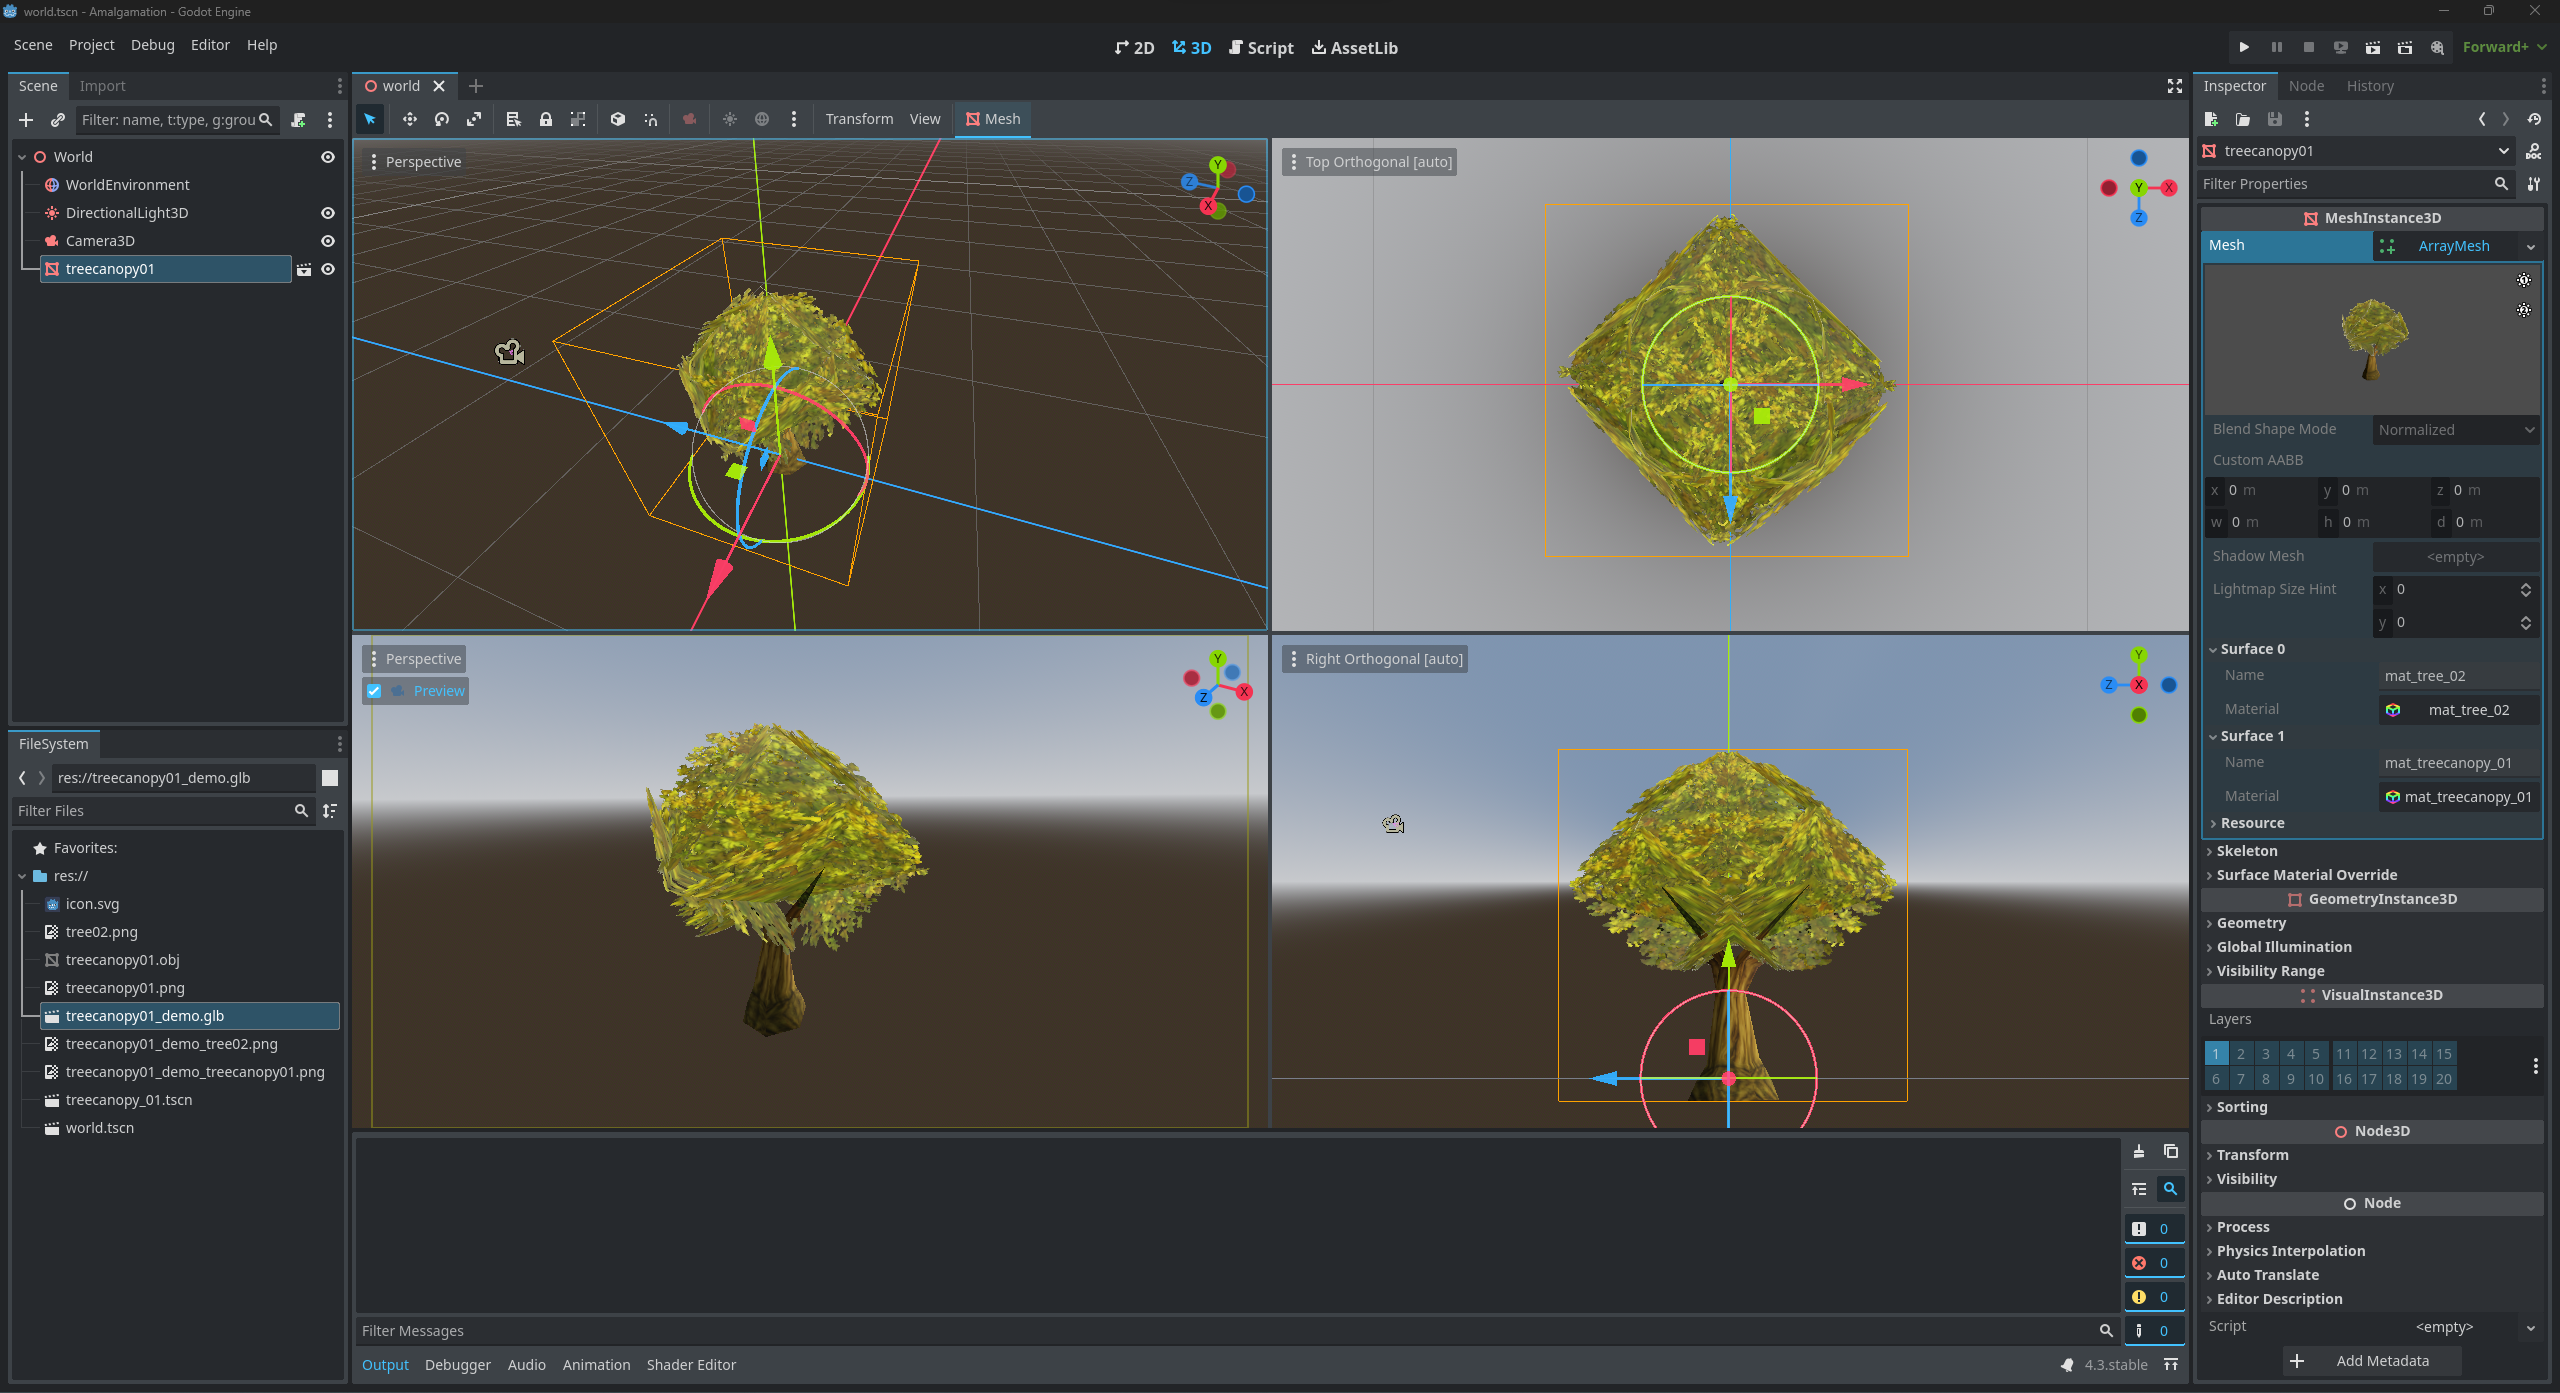 world.tscn - Amalgamation - Godot Engine
Scene Project Debug Editor Help
2D 3D Script AssetLib
Forward+
Scene Import
Filter: name, t:type, g:grou
World
WorldEnvironment
DirectionalLight3D
Camera3D
treecanopy01
FileSystem
res://treecanopy01_demo.glb
Filter Files
Favorites:
res://
icon.svg
tree02.png
treecanopy01.obj
treecanopy01.png
treecanopy01_demo.glb
treecanopy01_demo_tree02.png
treecanopy01_demo_treecanopy01.png
treecanopy_01.tscn
world.tscn
world
Transform View Mesh
Perspective
Y
Z
X
Top Orthogonal [auto]
Y X
Z
Perspective
Preview
Y
X
Z
Right Orthogonal [auto]
Y
Z X
0
0
0
Filter Messages
0
Output Debugger Audio Animation Shader Editor
4.3.stable
Inspector Node History
treecanopy01
Filter Properties
MeshInstance3D
Mesh ArrayMesh
Blend Shape Mode Normalized
Custom AABB
x 0 m y 0 m z 0 m
w 0 m h 0 m d 0 m
Shadow Mesh <empty>
Lightmap Size Hint x 0
y 0
Surface 0
Name mat_tree_02
Material mat_tree_02
Surface 1
Name mat_treecanopy_01
Material mat_treecanopy_01
Resource
Skeleton
Surface Material Override
GeometryInstance3D
Geometry
Global Illumination
Visibility Range
VisualInstance3D
Layers
1 2 3 4 5 11 12 13 14 15
6 7 8 9 10 16 17 18 19 20
Sorting
Node3D
Transform
Visibility
Node
Process
Physics Interpolation
Auto Translate
Editor Description
Script <empty>
Add Metadata